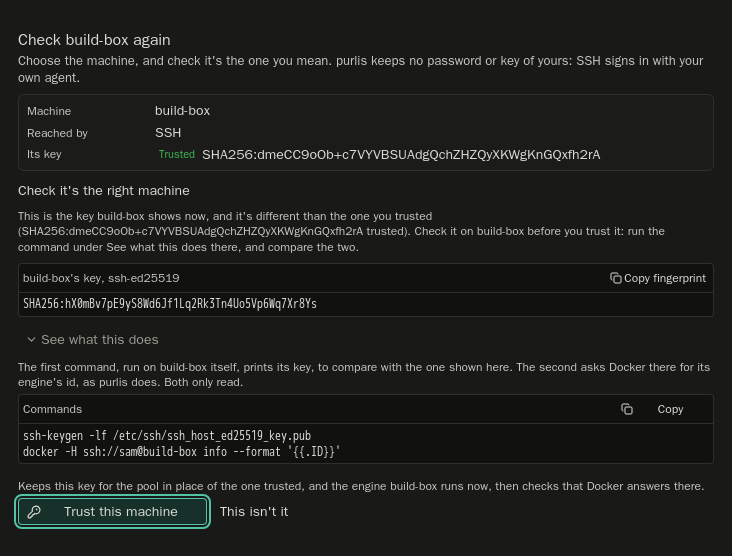 Check build-box again
Choose the machine, and check it's the one you mean. purlis keeps no password or key of yours: SSH signs in with your
own agent.
Machine build-box
Reached by SSH
Its key Trusted SHA256:dmeCC9oOb+c7VYVBSUAdgQchZHZQyXKWgKnGQxfh2rA
Check it's the right machine
This is the key build-box shows now, and it's different than the one you trusted
(SHA256:dmeCC9oOb+c7VYVBSUAdgQchZHZQyXKWgKnGQxfh2rA trusted). Check it on build-box before you trust it: run the
command under See what this does there, and compare the two.
build-box's key, ssh-ed25519 Copy fingerprint
SHA256:hX0mBv7pE9yS8Wd6Jf1Lq2Rk3Tn4Uo5Vp6Wq7Xr8Ys
See what this does
The first command, run on build-box itself, prints its key, to compare with the one shown here. The second asks Docker there for its
engine's id, as purlis does. Both only read.
Commands Copy
ssh-keygen -lf /etc/ssh/ssh_host_ed25519_key.pub
docker -H ssh://sam@build-box info --format '{{.ID}}'
Keeps this key for the pool in place of the one trusted, and the engine build-box runs now, then checks that Docker answers there.
Trust this machine This isn't it